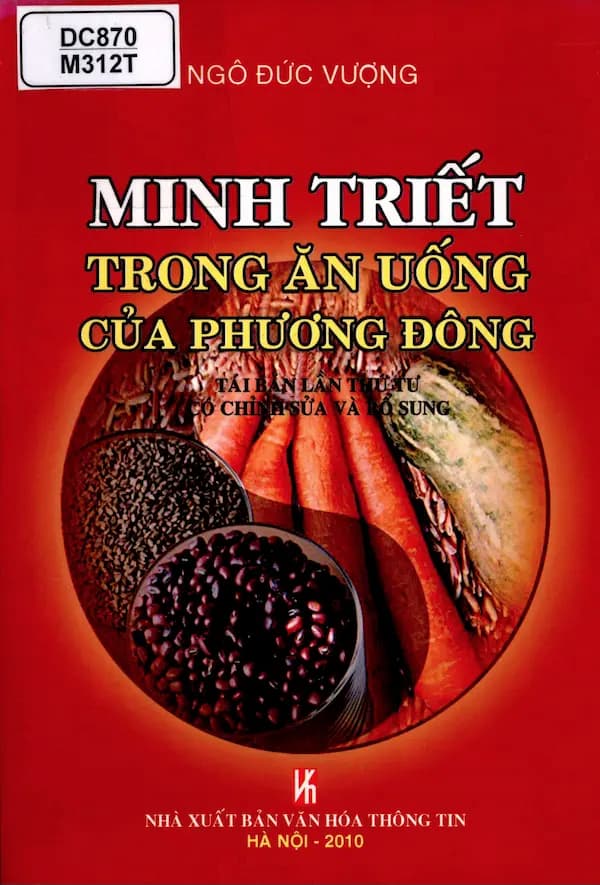 DC870
M312T
NGÔ ĐỨC VƯỢNG
MINH TRIẾT
TRONG ĂN UỐNG
CỦA PHƯƠNG ĐÔNG
TÁI BẢN LẦN THỨ TƯ
CÓ CHỈNH SỬA VÀ BỔ SUNG
NHÀ XUẤT BẢN VĂN HÓA THÔNG TIN
HÀ NỘI - 2010